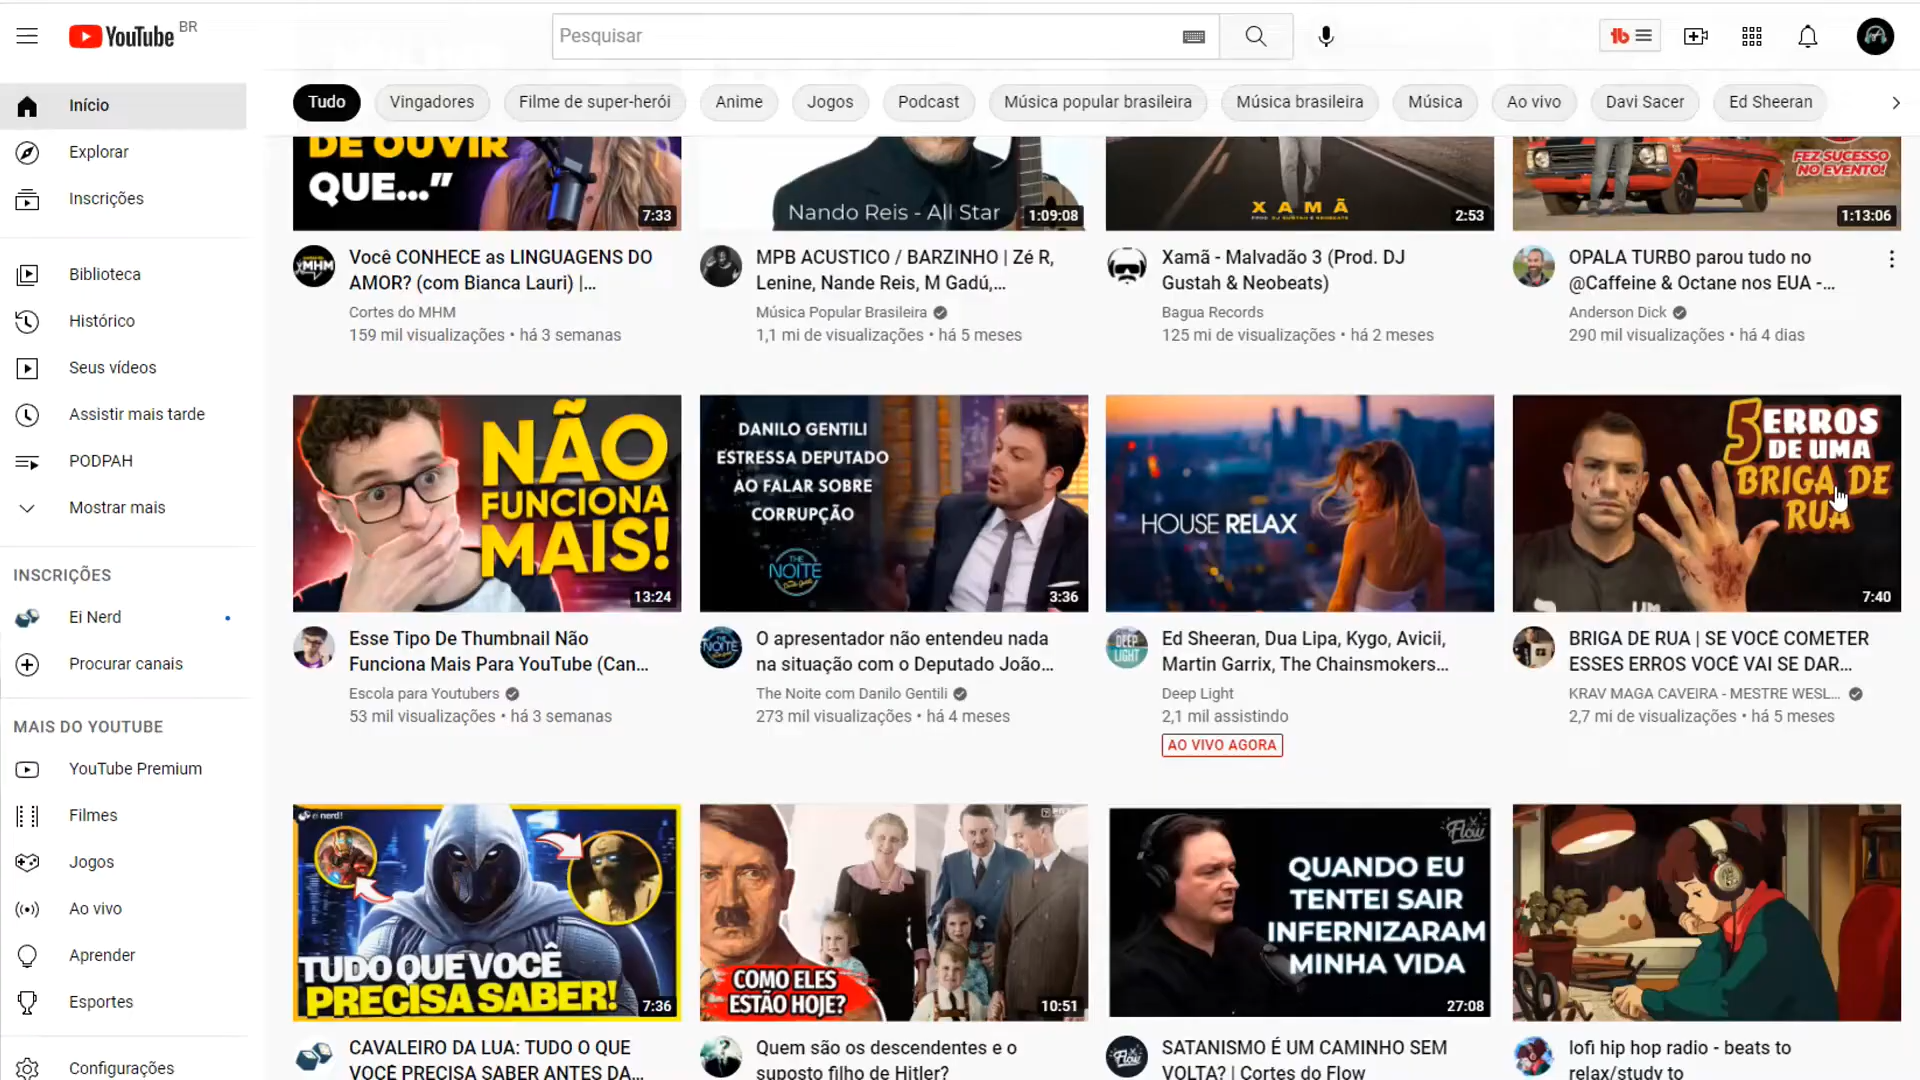 YouTube BR
Pesquisar
Início
Explorar
Inscrições
Biblioteca
Histórico
Seus vídeos
Assistir mais tarde
PODPAH
Mostrar mais
INSCRIÇÕES
Ei Nerd
Procurar canais
MAIS DO YOUTUBE
YouTube Premium
Filmes
Jogos
Ao vivo
Aprender
Esportes
Configurações
Tudo
Vingadores
Filme de super-herói
Anime
Jogos
Podcast
Música popular brasileira
Música brasileira
Música
Ao vivo
Davi Sacer
Ed Sheeran
DE OUVIR
QUE..."
7:33
Você CONHECE as LINGUAGENS DO
AMOR? (com Bianca Lauri) |...
Cortes do MHM
159 mil visualizações • há 3 semanas
Nando Reis - All Star
1:09:08
MPB ACUSTICO / BARZINHO | Zé R,
Lenine, Nande Reis, M Gadú,...
Música Popular Brasileira
1,1 mi de visualizações • há 5 meses
XAMÃ
2:53
Xamã - Malvadão 3 (Prod. DJ
Gustah & Neobeats)
Bagua Records
125 mi de visualizações • há 2 meses
FEZ SUCESSO
NO EVENTO!
1:13:06
OPALA TURBO parou tudo no
@Caffeine & Octane nos EUA -...
Anderson Dick
290 mil visualizações • há 4 dias
NÃO
FUNCIONA
MAIS!
13:24
Esse Tipo De Thumbnail Não
Funciona Mais Para YouTube (Can...
Escola para Youtubers
53 mil visualizações • há 3 semanas
DANILO GENTILI
ESTRESSA DEPUTADO
AO FALAR SOBRE
CORRUPÇÃO
THE
NOITE
3:36
O apresentador não entendeu nada
na situação com o Deputado João...
The Noite com Danilo Gentili
273 mil visualizações • há 4 meses
HOUSE RELAX
DEEP
LIGHT
Ed Sheeran, Dua Lipa, Kygo, Avicii,
Martin Garrix, The Chainsmokers...
Deep Light
2,1 mil assistindo
AO VIVO AGORA
5 ERROS
DE UMA
BRIGA DE
RUA
7:40
BRIGA DE RUA | SE VOCÊ COMETER
ESSES ERROS VOCÊ VAI SE DAR...
KRAV MAGA CAVEIRA - MESTRE WESL...
2,7 mi de visualizações • há 5 meses
ei nerd!
TUDO QUE VOCÊ
PRECISA SABER!
7:36
CAVALEIRO DA LUA: TUDO O QUE
VOCÊ PRECISA SABER ANTES DA...
COMO ELES
ESTÃO HOJE?
10:51
Quem são os descendentes e o
suposto filho de Hitler?
Flow
QUANDO EU
TENTEI SAIR
INFERNIZARAM
MINHA VIDA
27:08
SATANISMO É UM CAMINHO SEM
VOLTA? | Cortes do Flow
lofi hip hop radio - beats to
relax/study to